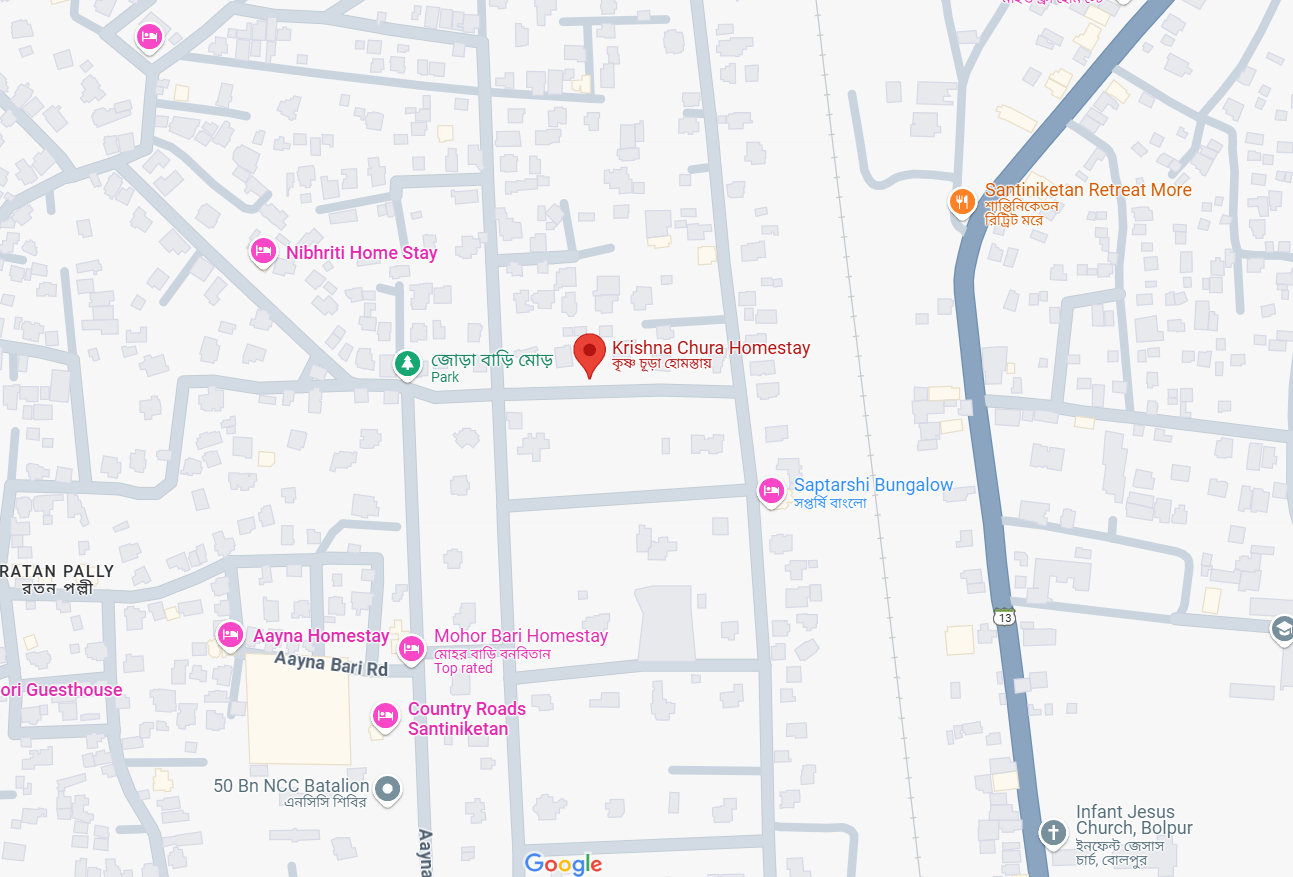 Santiniketan Retreat More
শান্তিনিকেতন
রিট্রিট মরে
Nibhriti Home Stay
Krishna Chura Homestay
কৃষ্ণ চূড়া হোমস্তায়
জোড়া বাড়ি মোড়
Park
Saptarshi Bungalow
সপ্তর্ষি বাংলো
RATAN PALLY
রতন পল্লী
13
Aayna Homestay
Mohor Bari Homestay
মোহর বাড়ি বনবিতান
Top rated
Aayna Bari Rd
ori Guesthouse
Country Roads
Santiniketan
50 Bn NCC Batalion
এনসিসি শিবির
Infant Jesus
Church, Bolpur
ইনফেন্ট জেসাস
চার্চ, বোলপুর
Aayna
Google